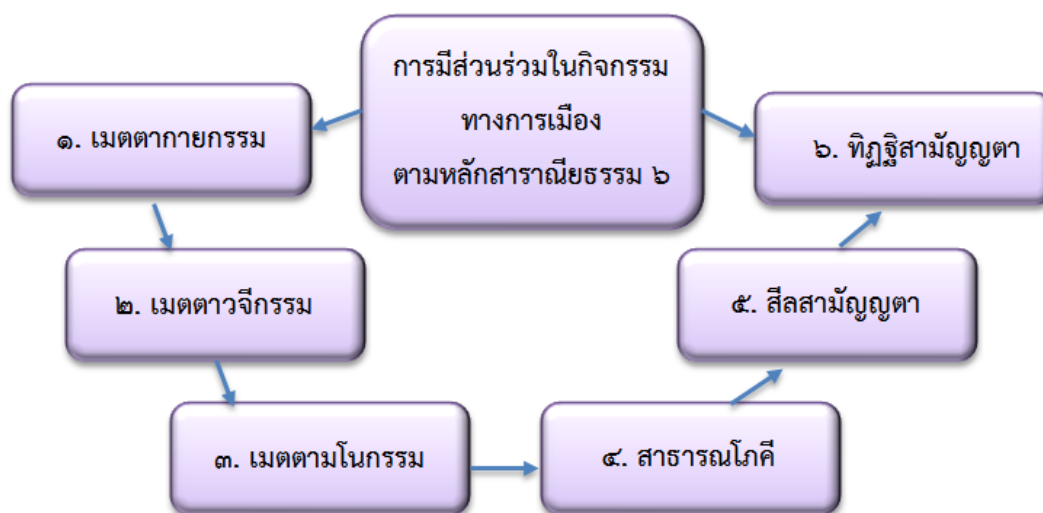 การมีส่วนร่วมในกิจกรรม
ทางการเมือง
ตามหลักสาราณียธรรม ๖
๑. เมตตากายกรรม
๒. เมตตาวจีกรรม
๓. เมตตามโนกรรม
๔. สาธารณโภคี
๕. สีลสามัญญตา
๖. ทิฏฐิสามัญญตา